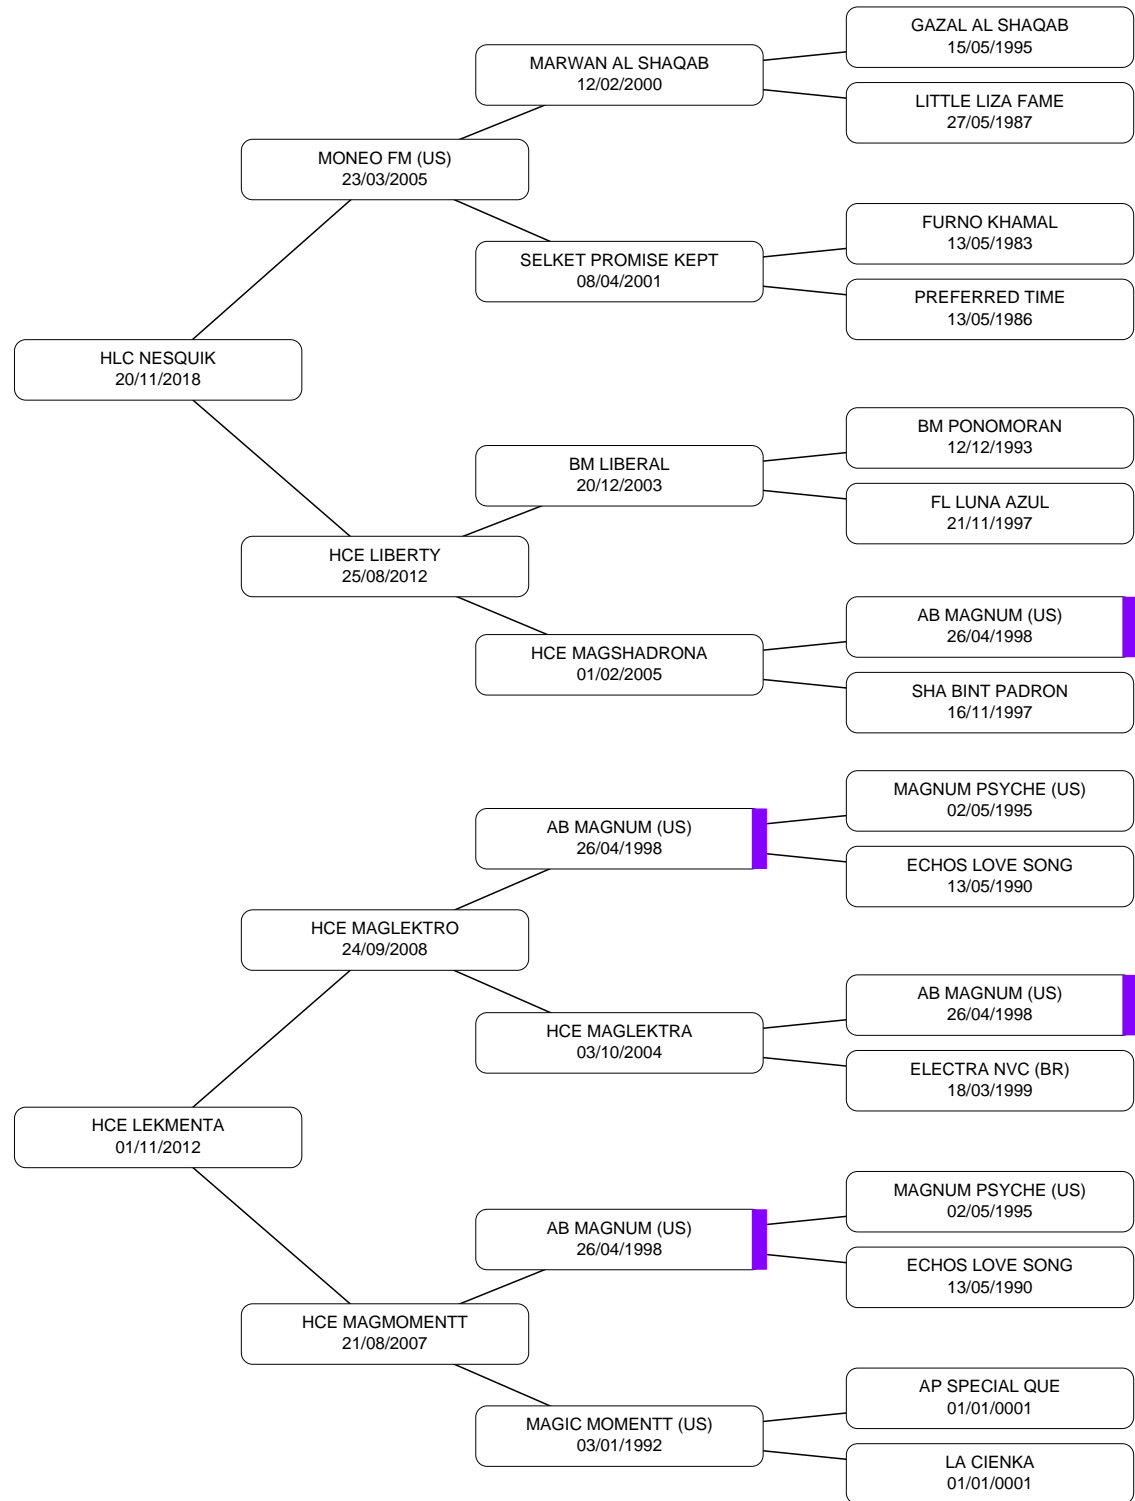 GAZAL AL SHAQAB
15/05/1995
MARWAN AL SHAQAB
12/02/2000
LITTLE LIZA FAME
27/05/1987
MONEO FM (US)
23/03/2005
FURNO KHAMAL
13/05/1983
SELKET PROMISE KEPT
08/04/2001
PREFERRED TIME
13/05/1986
HLC NESQUIK
20/11/2018
BM PONOMORAN
12/12/1993
BM LIBERAL
20/12/2003
FL LUNA AZUL
21/11/1997
HCE LIBERTY
25/08/2012
AB MAGNUM (US)
26/04/1998
HCE MAGSHADRONA
01/02/2005
SHA BINT PADRON
16/11/1997
MAGNUM PSYCHE (US)
02/05/1995
AB MAGNUM (US)
26/04/1998
ECHOS LOVE SONG
13/05/1990
HCE MAGLEKTRO
24/09/2008
AB MAGNUM (US)
26/04/1998
HCE MAGLEKTRA
03/10/2004
ELECTRA NVC (BR)
18/03/1999
HCE LEKMENTA
01/11/2012
MAGNUM PSYCHE (US)
02/05/1995
AB MAGNUM (US)
26/04/1998
ECHOS LOVE SONG
13/05/1990
HCE MAGMOMENTT
21/08/2007
AP SPECIAL QUE
01/01/0001
MAGIC MOMENTT (US)
03/01/1992
LA CIENKA
01/01/0001